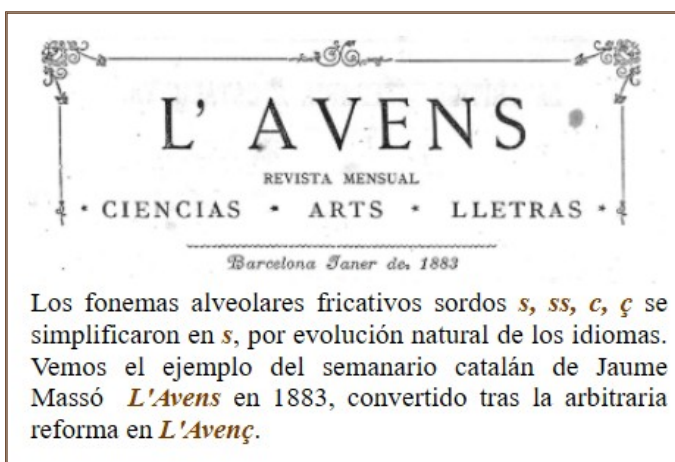 L' AVENS
REVISTA MENSUAL
* CIENCIAS * ARTS * LLETRAS *
Barcelona Janer de. 1883
Los fonemas alveolares fricativos sordos s, ss, c, ç se
simplificaron en s, por evolución natural de los idiomas.
Vemos el ejemplo del semanario catalán de Jaume
Massó L'Avens en 1883, convertido tras la arbitraria
reforma en L'Avenç.